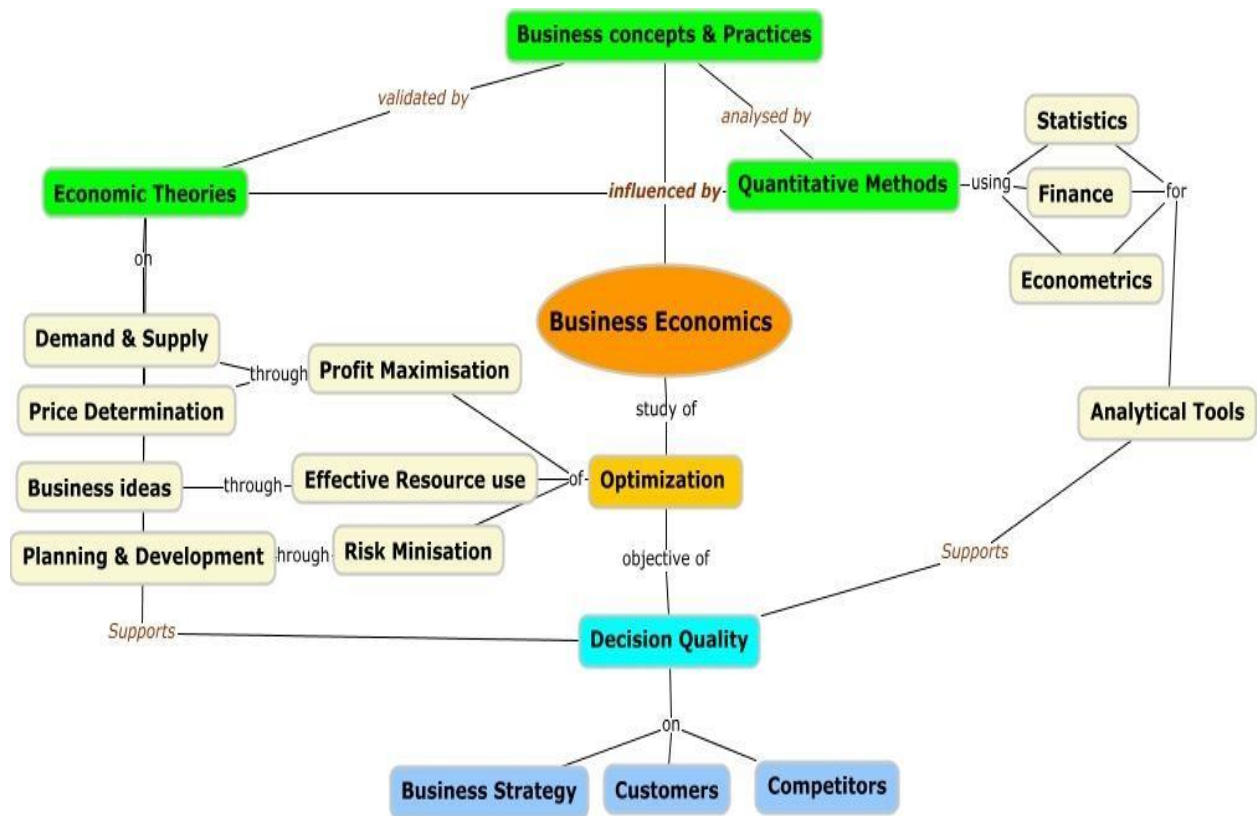 Business concepts & Practices
validated by
analysed by
Statistics
Economic Theories
influenced by
Quantitative Methods
using
Finance
for
Econometrics
on
Business Economics
Demand & Supply
through
Profit Maximisation
Price Determination
study of
Analytical Tools
Business ideas
through
Effective Resource use
of
Optimization
Planning & Development
hrough
Risk Minisation
objective of
Supports
Supports
Decision Quality
on
Business Strategy
Customers
Competitors